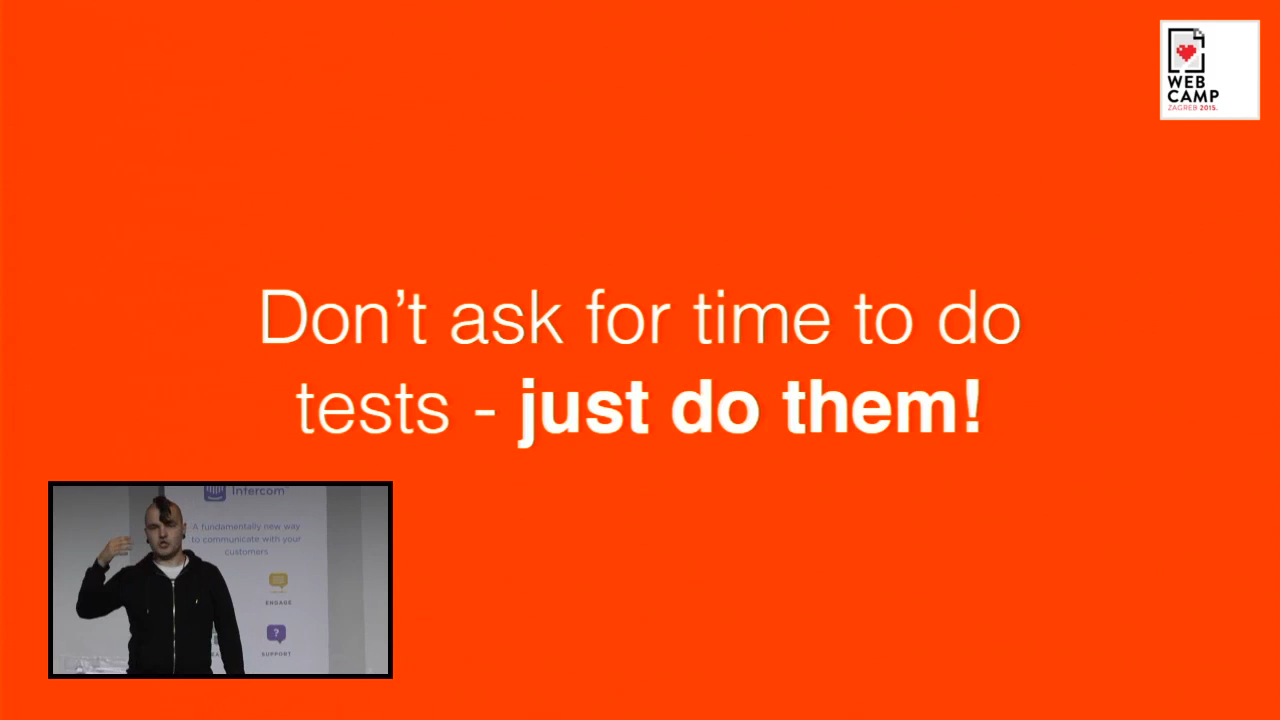 WEB
CAMP
ZAGREB 2015.
Don't ask for time to do
tests - just do them!
Intercom
A fundamentally new way
to communicate with your
customers
ENGAGE
SUPPORT